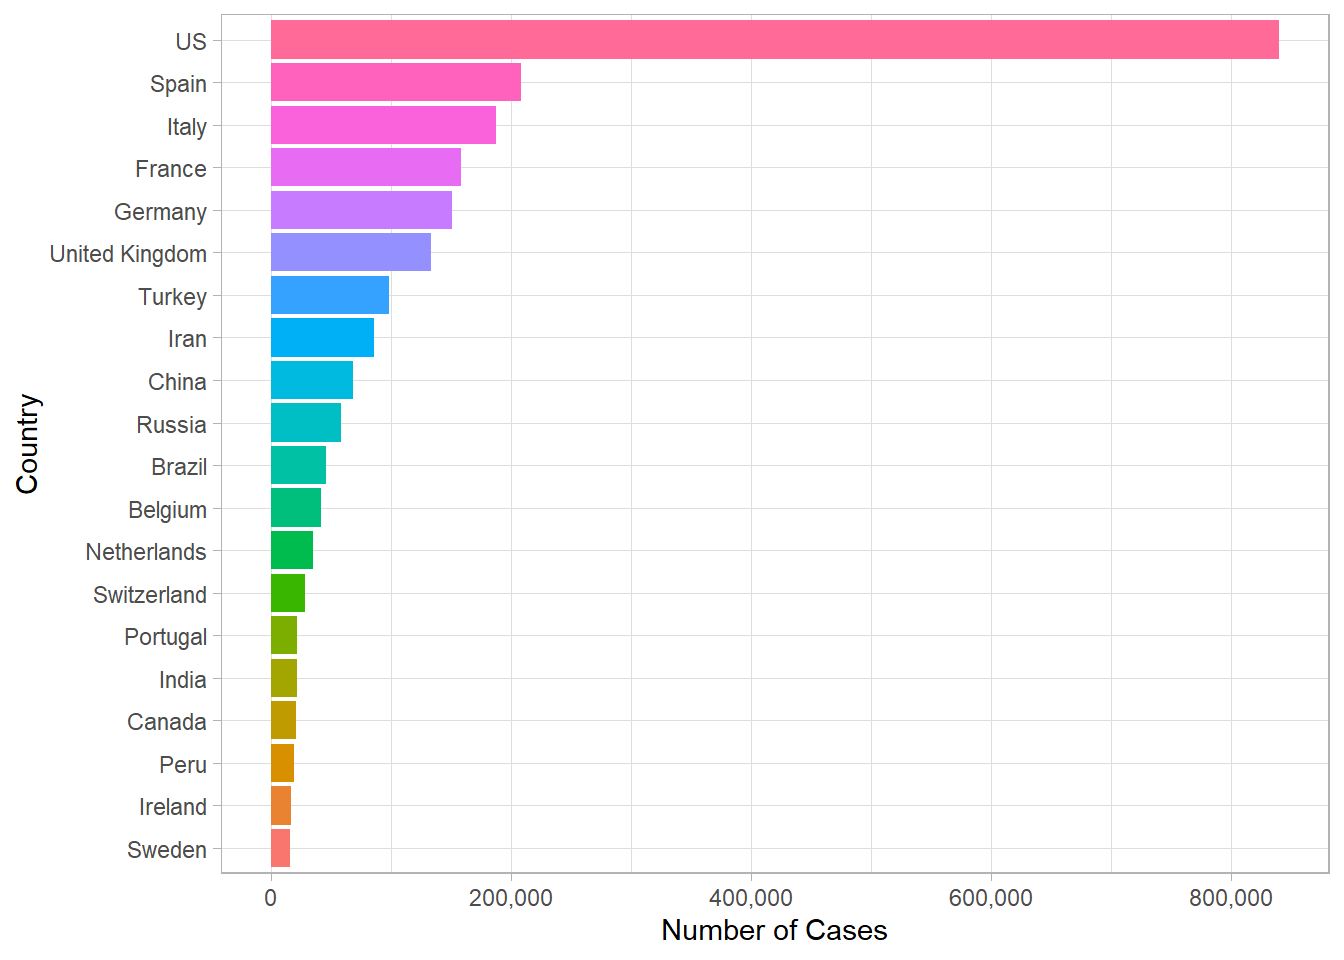 US
Spain
Italy
France
Germany
United Kingdom
Turkey
Iran
China
Russia
Brazil
Belgium
Netherlands
Switzerland
Portugal
India
Canada
Peru
Ireland
Sweden
Country
0 200,000 400,000 600,000 800,000
Number of Cases